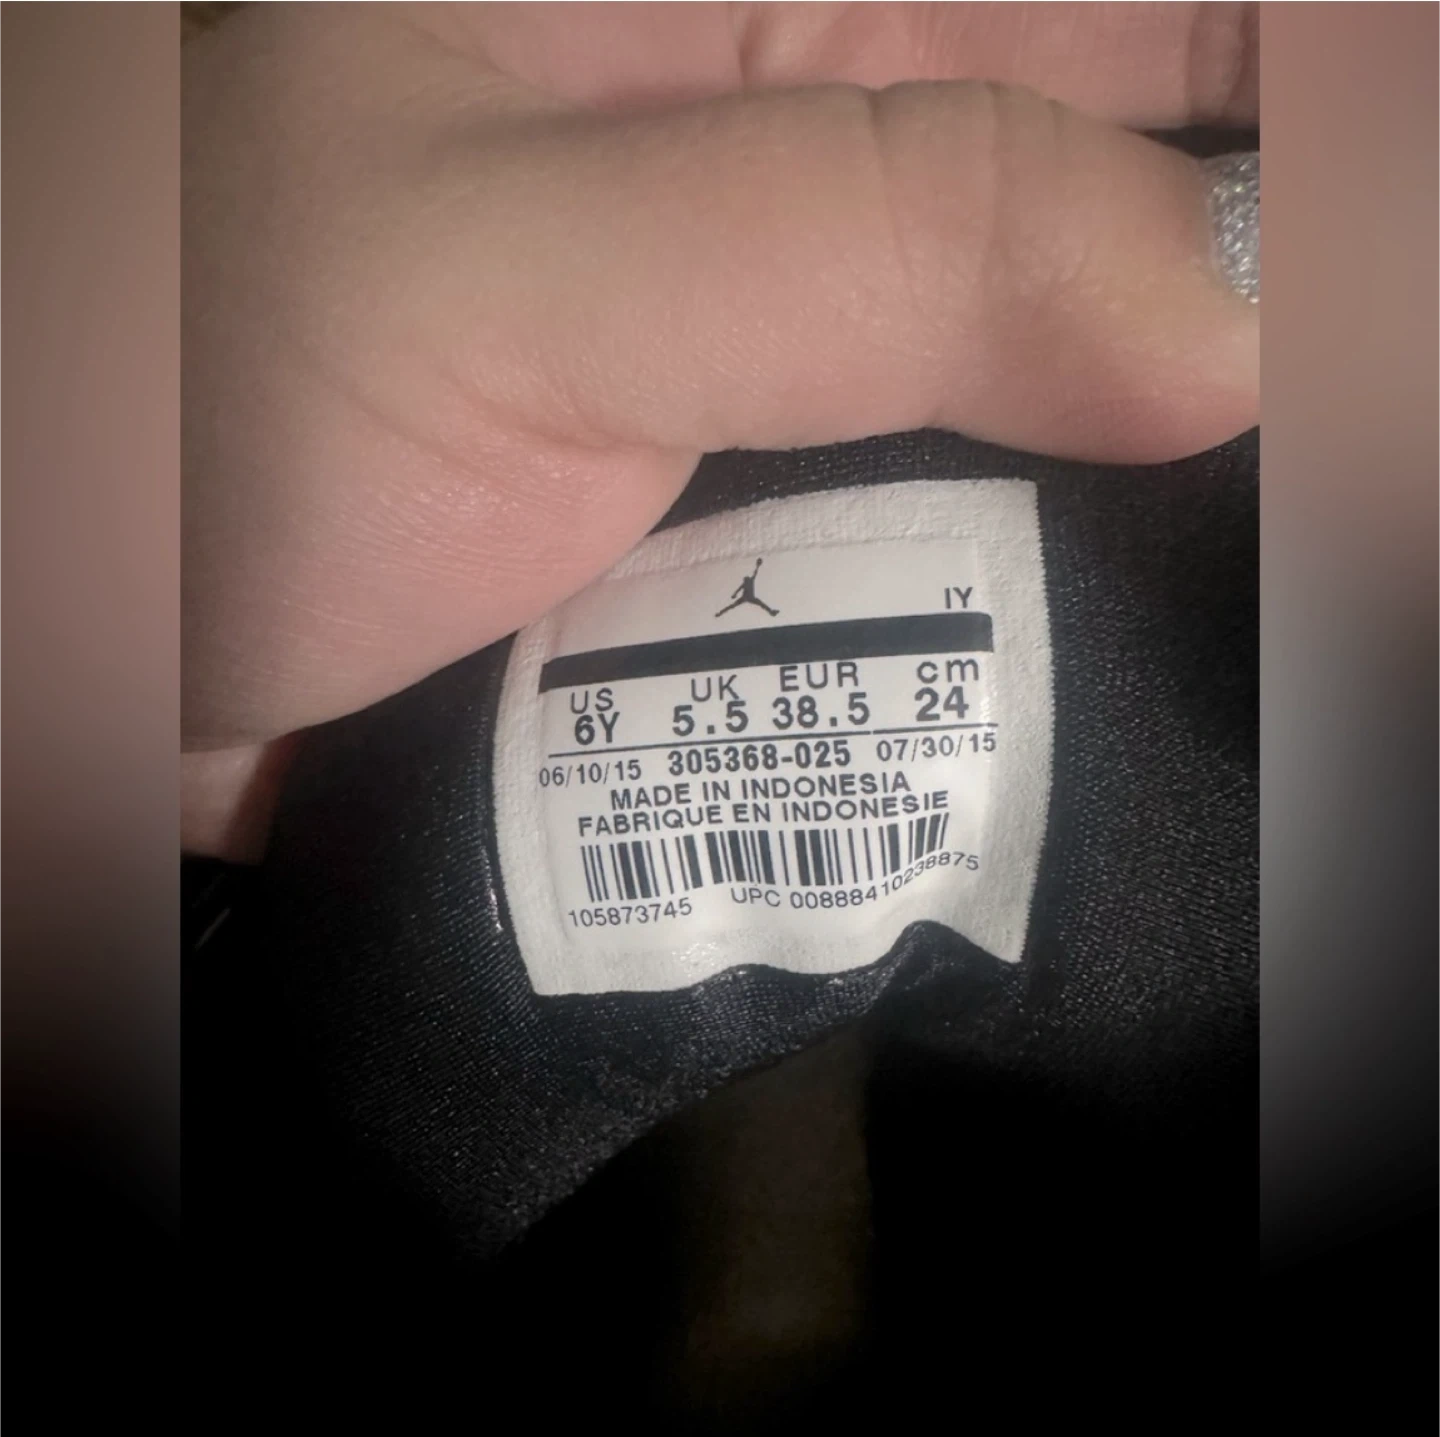 IY
US UK EUR cm
6Y 5.5 38.5 24
06/10/15 305368-025 07/30/15
MADE IN INDONESIA
FABRIQUE EN INDONESIE
105873745 UPC 00888410238875